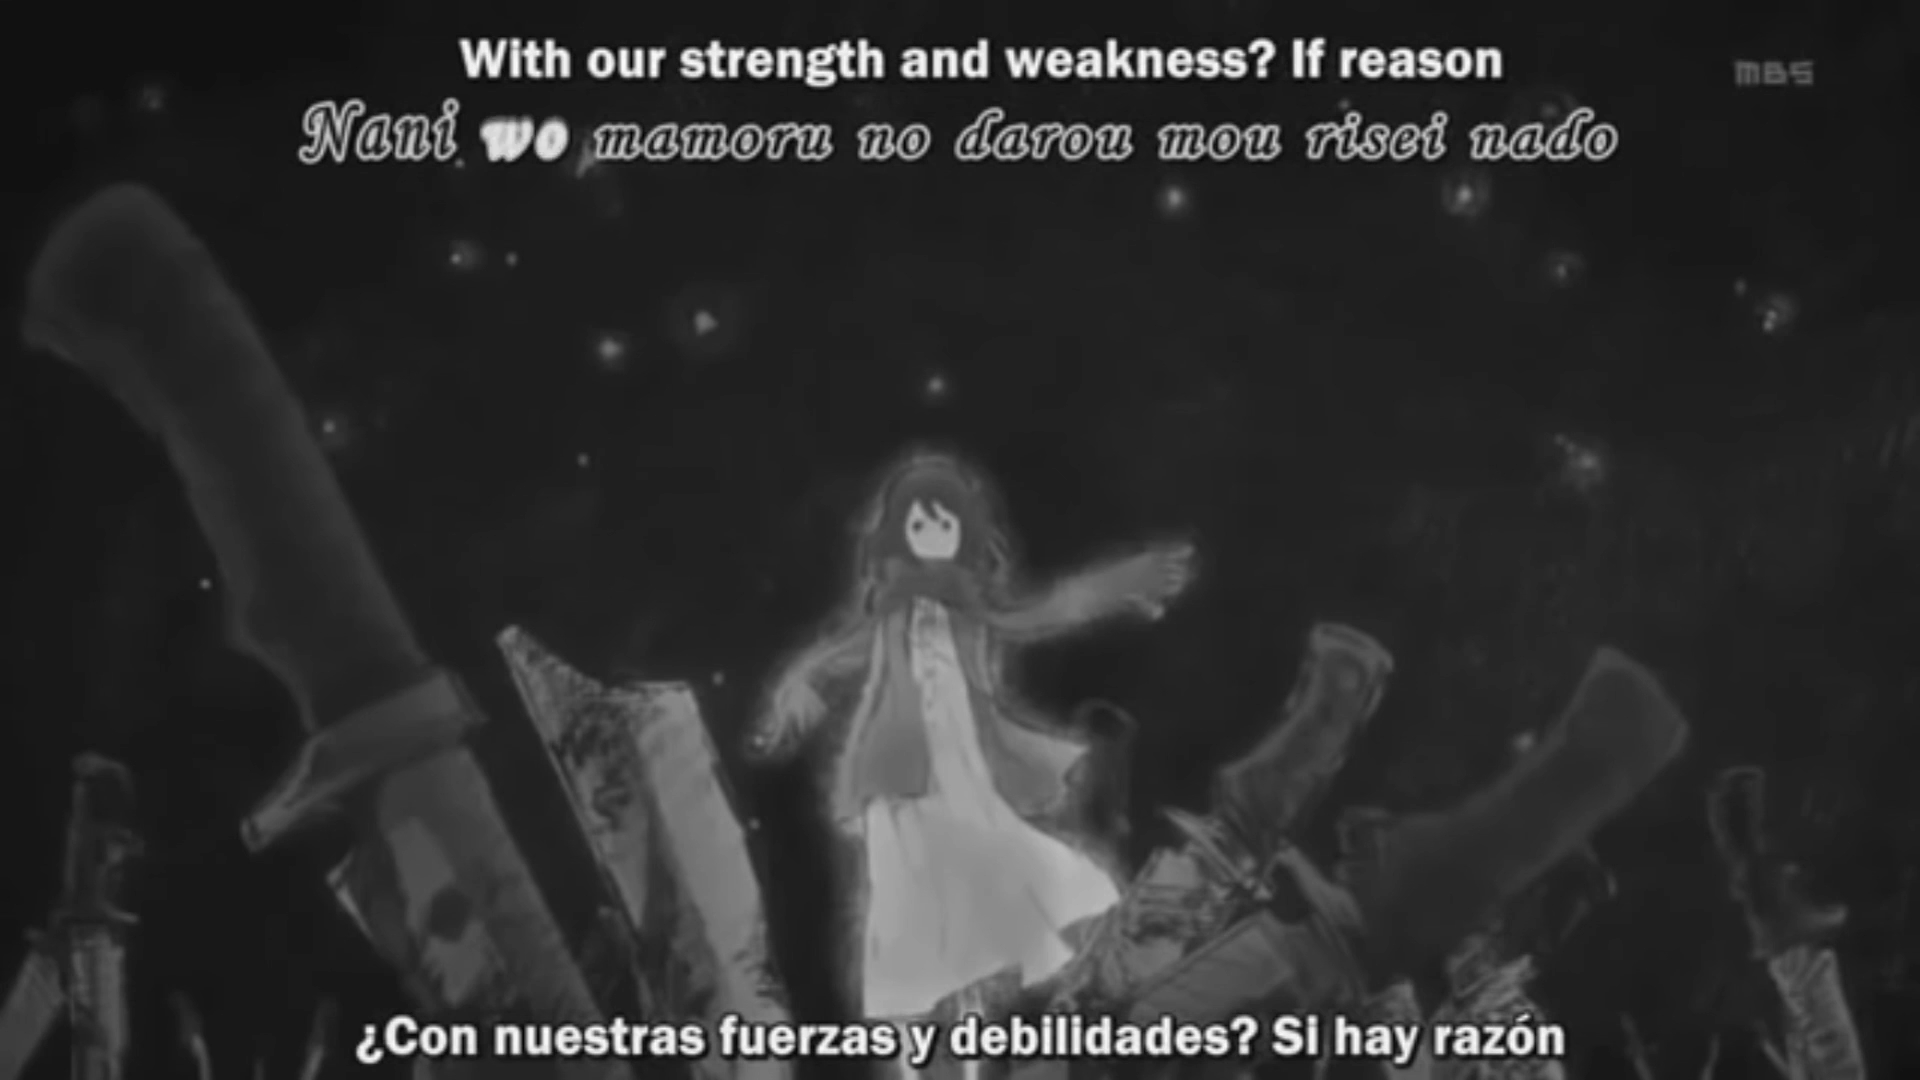 With our strength and weakness? If reason
MBS
Nani wo mamoru no darou mou risei nado
¿Con nuestras fuerzas y debilidades? Si hay razón